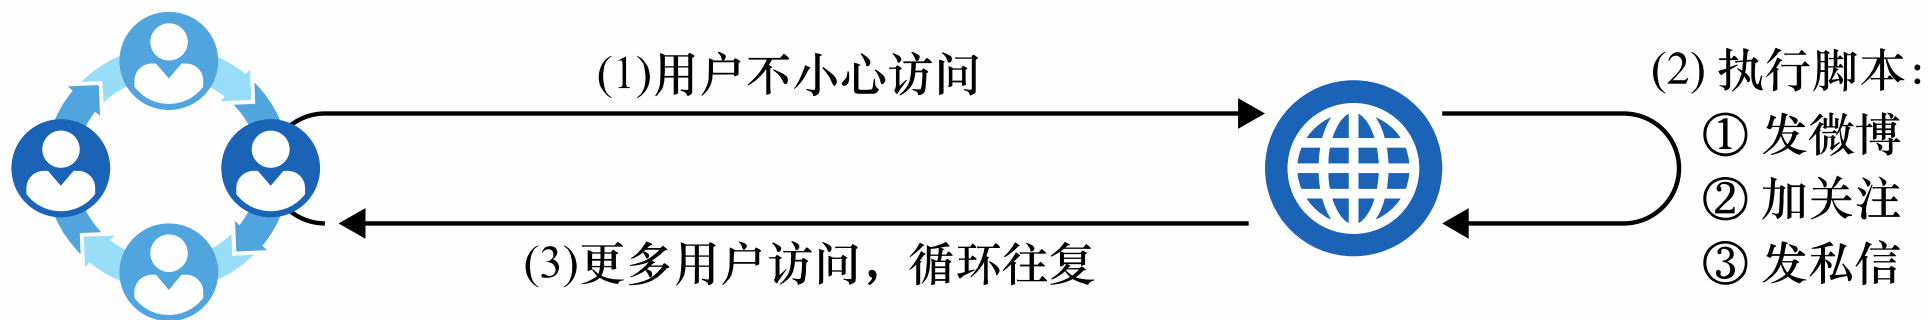 (1)用户不小心访问
(2) 执行脚本:
① 发微博
② 加关注
③ 发私信
(3)更多用户访问，循环往复